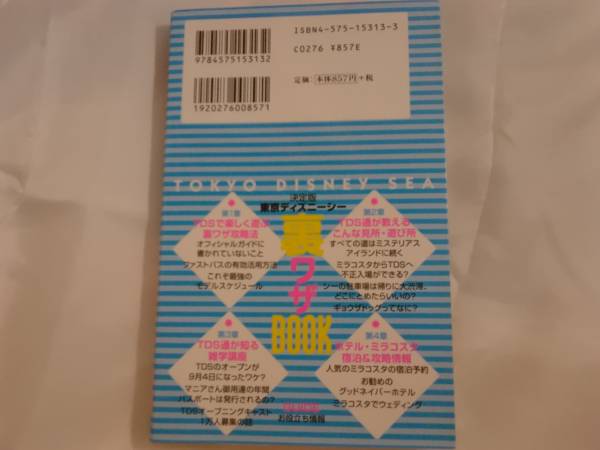 ISBN4-575-15313-3
C0276 ¥857E
定価：本体857円＋税
9784575153132
1920276008571
TOKYO DISNEY SEA
決定版
東京ディズニーシー
裏ワザ
BOOK
第1章
TDSで楽しく遊ぶ
裏ワザ攻略法
オフィシャルガイドに
書かれていないこと
ファストパスの有効活用方法
これぞ最強の
モデルスケジュール
第2章
TDS通が教える
こんな見所・遊び所
すべての道はミステリアス
アイランドに続く
ミラコスタからTDSへ
不正入場ができる?
シーの駐車場は帰りに大渋滞、
どこにとめたらいいの?
ギョウザドッグってなに?
第3章
TDS通が知る
雑学講座
TDSのオープンが
9月4日になったワケ?
マニアさん御用達の年間
パスポートは発行されるの?
TDSオープニングキャスト
1万人募集の話
第4章
ホテル・ミラコスタ
宿泊&攻略情報
人気のミラコスタの宿泊予約
お勧めの
グッドネイバーホテル
ミラコスタでウェディング
お役立ち情報